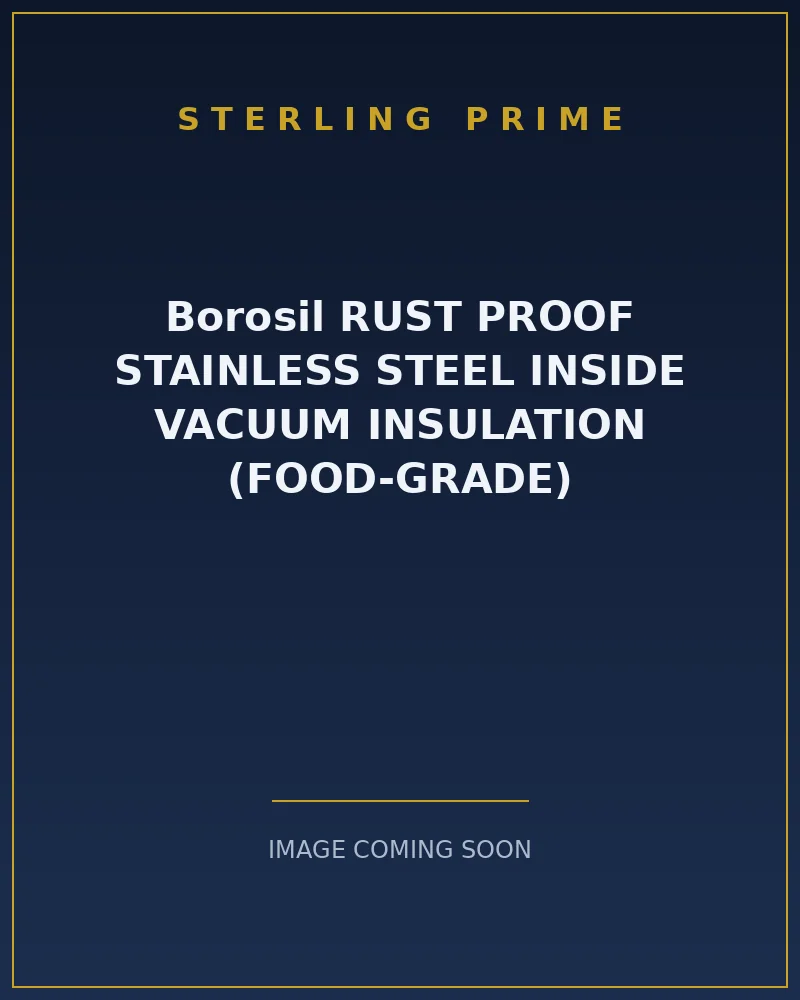 STERLING PRIME
Borosil RUST PROOF
STAINLESS STEEL INSIDE
VACUUM INSULATION
(FOOD-GRADE)
IMAGE COMING SOON